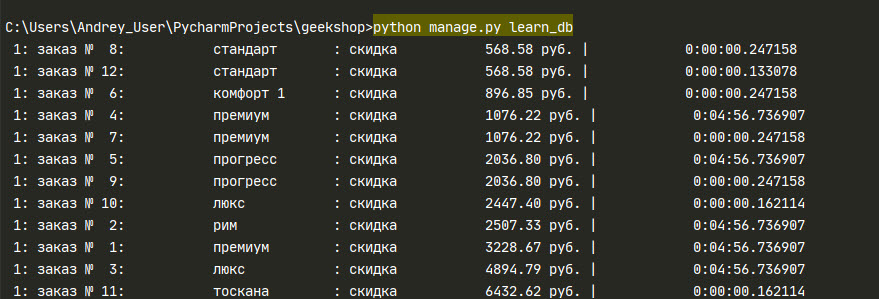 C:\Users\Andrey_User\PycharmProjects\geekshop>python manage.py learn_db
1: заказ № 8: стандарт : скидка 568.58 руб. | 0:00:00.247158
1: заказ № 12: стандарт : скидка 568.58 руб. | 0:00:00.133078
1: заказ № 6: комфорт 1 : скидка 896.85 руб. | 0:00:00.247158
1: заказ № 4: премиум : скидка 1076.22 руб. | 0:04:56.736907
1: заказ № 7: премиум : скидка 1076.22 руб. | 0:00:00.247158
1: заказ № 5: прогресс : скидка 2036.80 руб. | 0:04:56.736907
1: заказ № 9: прогресс : скидка 2036.80 руб. | 0:00:00.247158
1: заказ № 10: люкс : скидка 2447.40 руб. | 0:00:00.162114
1: заказ № 2: рим : скидка 2507.33 руб. | 0:04:56.736907
1: заказ № 1: премиум : скидка 3228.67 руб. | 0:04:56.736907
1: заказ № 3: люкс : скидка 4894.79 руб. | 0:04:56.736907
1: заказ № 11: тоскана : скидка 6432.62 руб. | 0:00:00.162114